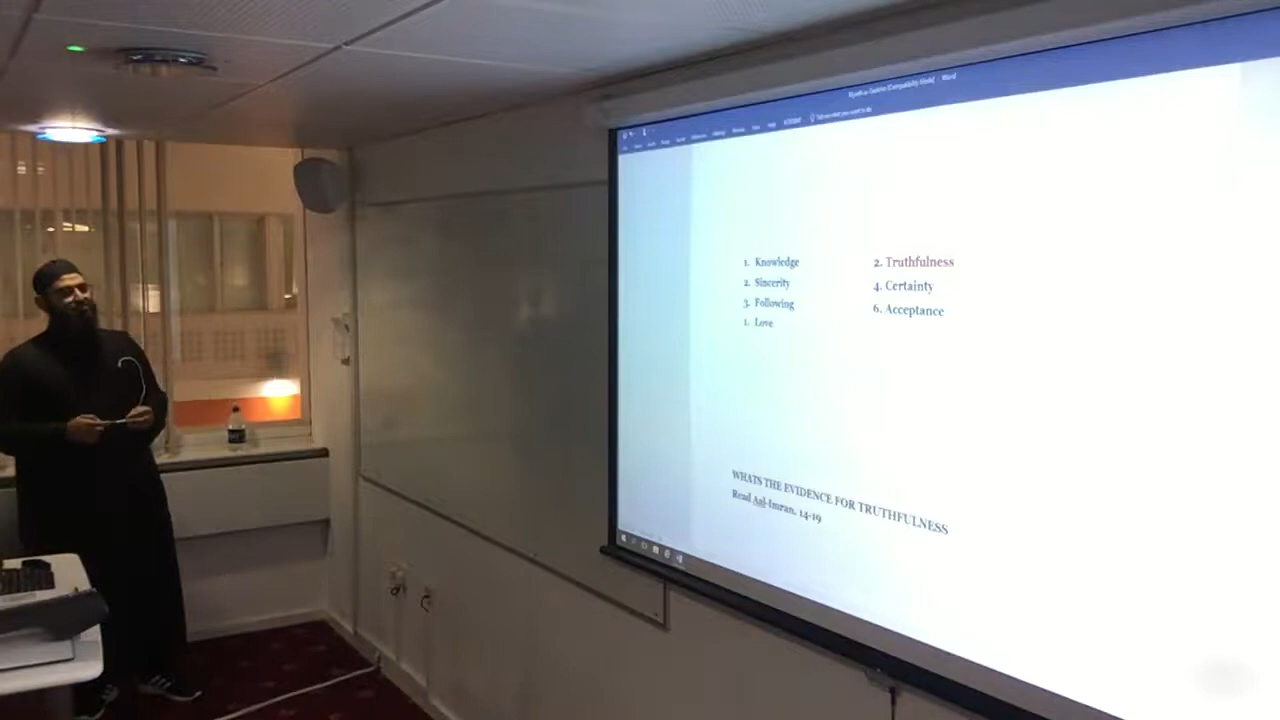 Word
1. Knowledge
2. Sincerity
3. Following
1. Love
2. Truthfulness
4. Certainty
6. Acceptance
WHATS THE EVIDENCE FOR TRUTHFULNESS
Read Aal-Imran, 14-19